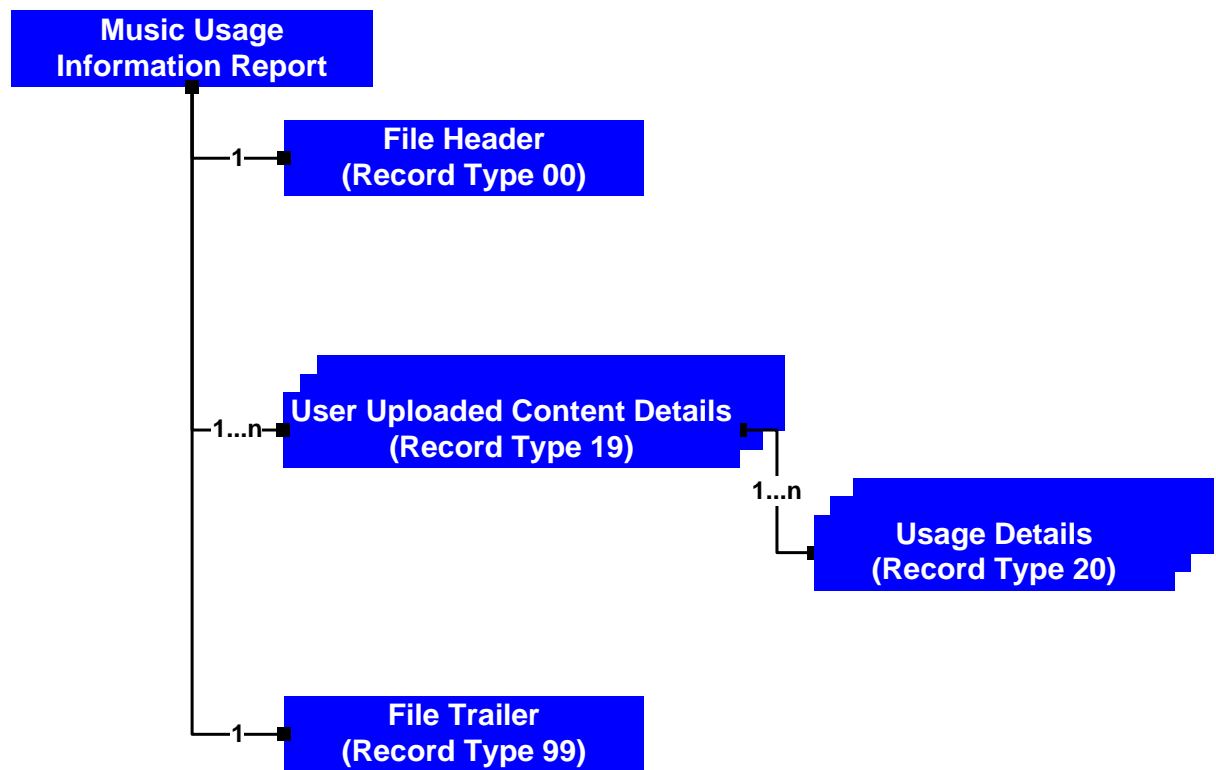 Music Usage
Information Report
1
File Header
(Record Type 00)
1...n
User Uploaded Content Details
(Record Type 19)
1...n
Usage Details
(Record Type 20)
1
File Trailer
(Record Type 99)